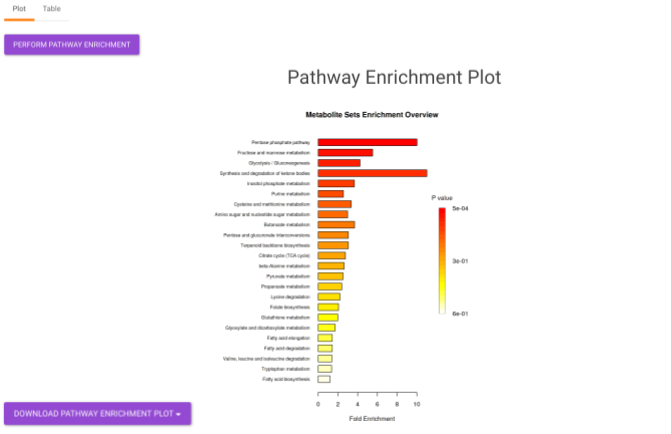 Plot Table
PERFORM PATHWAY ENRICHMENT
Pathway Enrichment Plot
Metabolite Sets Enrichment Overview
Pentose phosphate pathway
Fructose and mannose metabolism
Glycolysis / Gluconeogenesis
Synthesis and degradation of ketone bodies
Inositol phosphate metabolism
Purine metabolism
Cysteine and methionine metabolism
Amino sugar and nucleotide sugar metabolism
Butanoate metabolism
Pentose and glucuronate interconversions
Terpenoid backbone biosynthesis
Citrate cycle (TCA cycle)
beta-Alanine metabolism
Pyruvate metabolism
Propanoate metabolism
Lysine degradation
Folate biosynthesis
Glutathione metabolism
Glyoxylate and dicarboxylate metabolism
Fatty acid elongation
Fatty acid degradation
Valine, leucine and isoleucine degradation
Tryptophan metabolism
Fatty acid biosynthesis
P value
5e-04
3e-01
6e-01
0 2 4 6 8 10
Fold Enrichment
DOWNLOAD PATHWAY ENRICHMENT PLOT